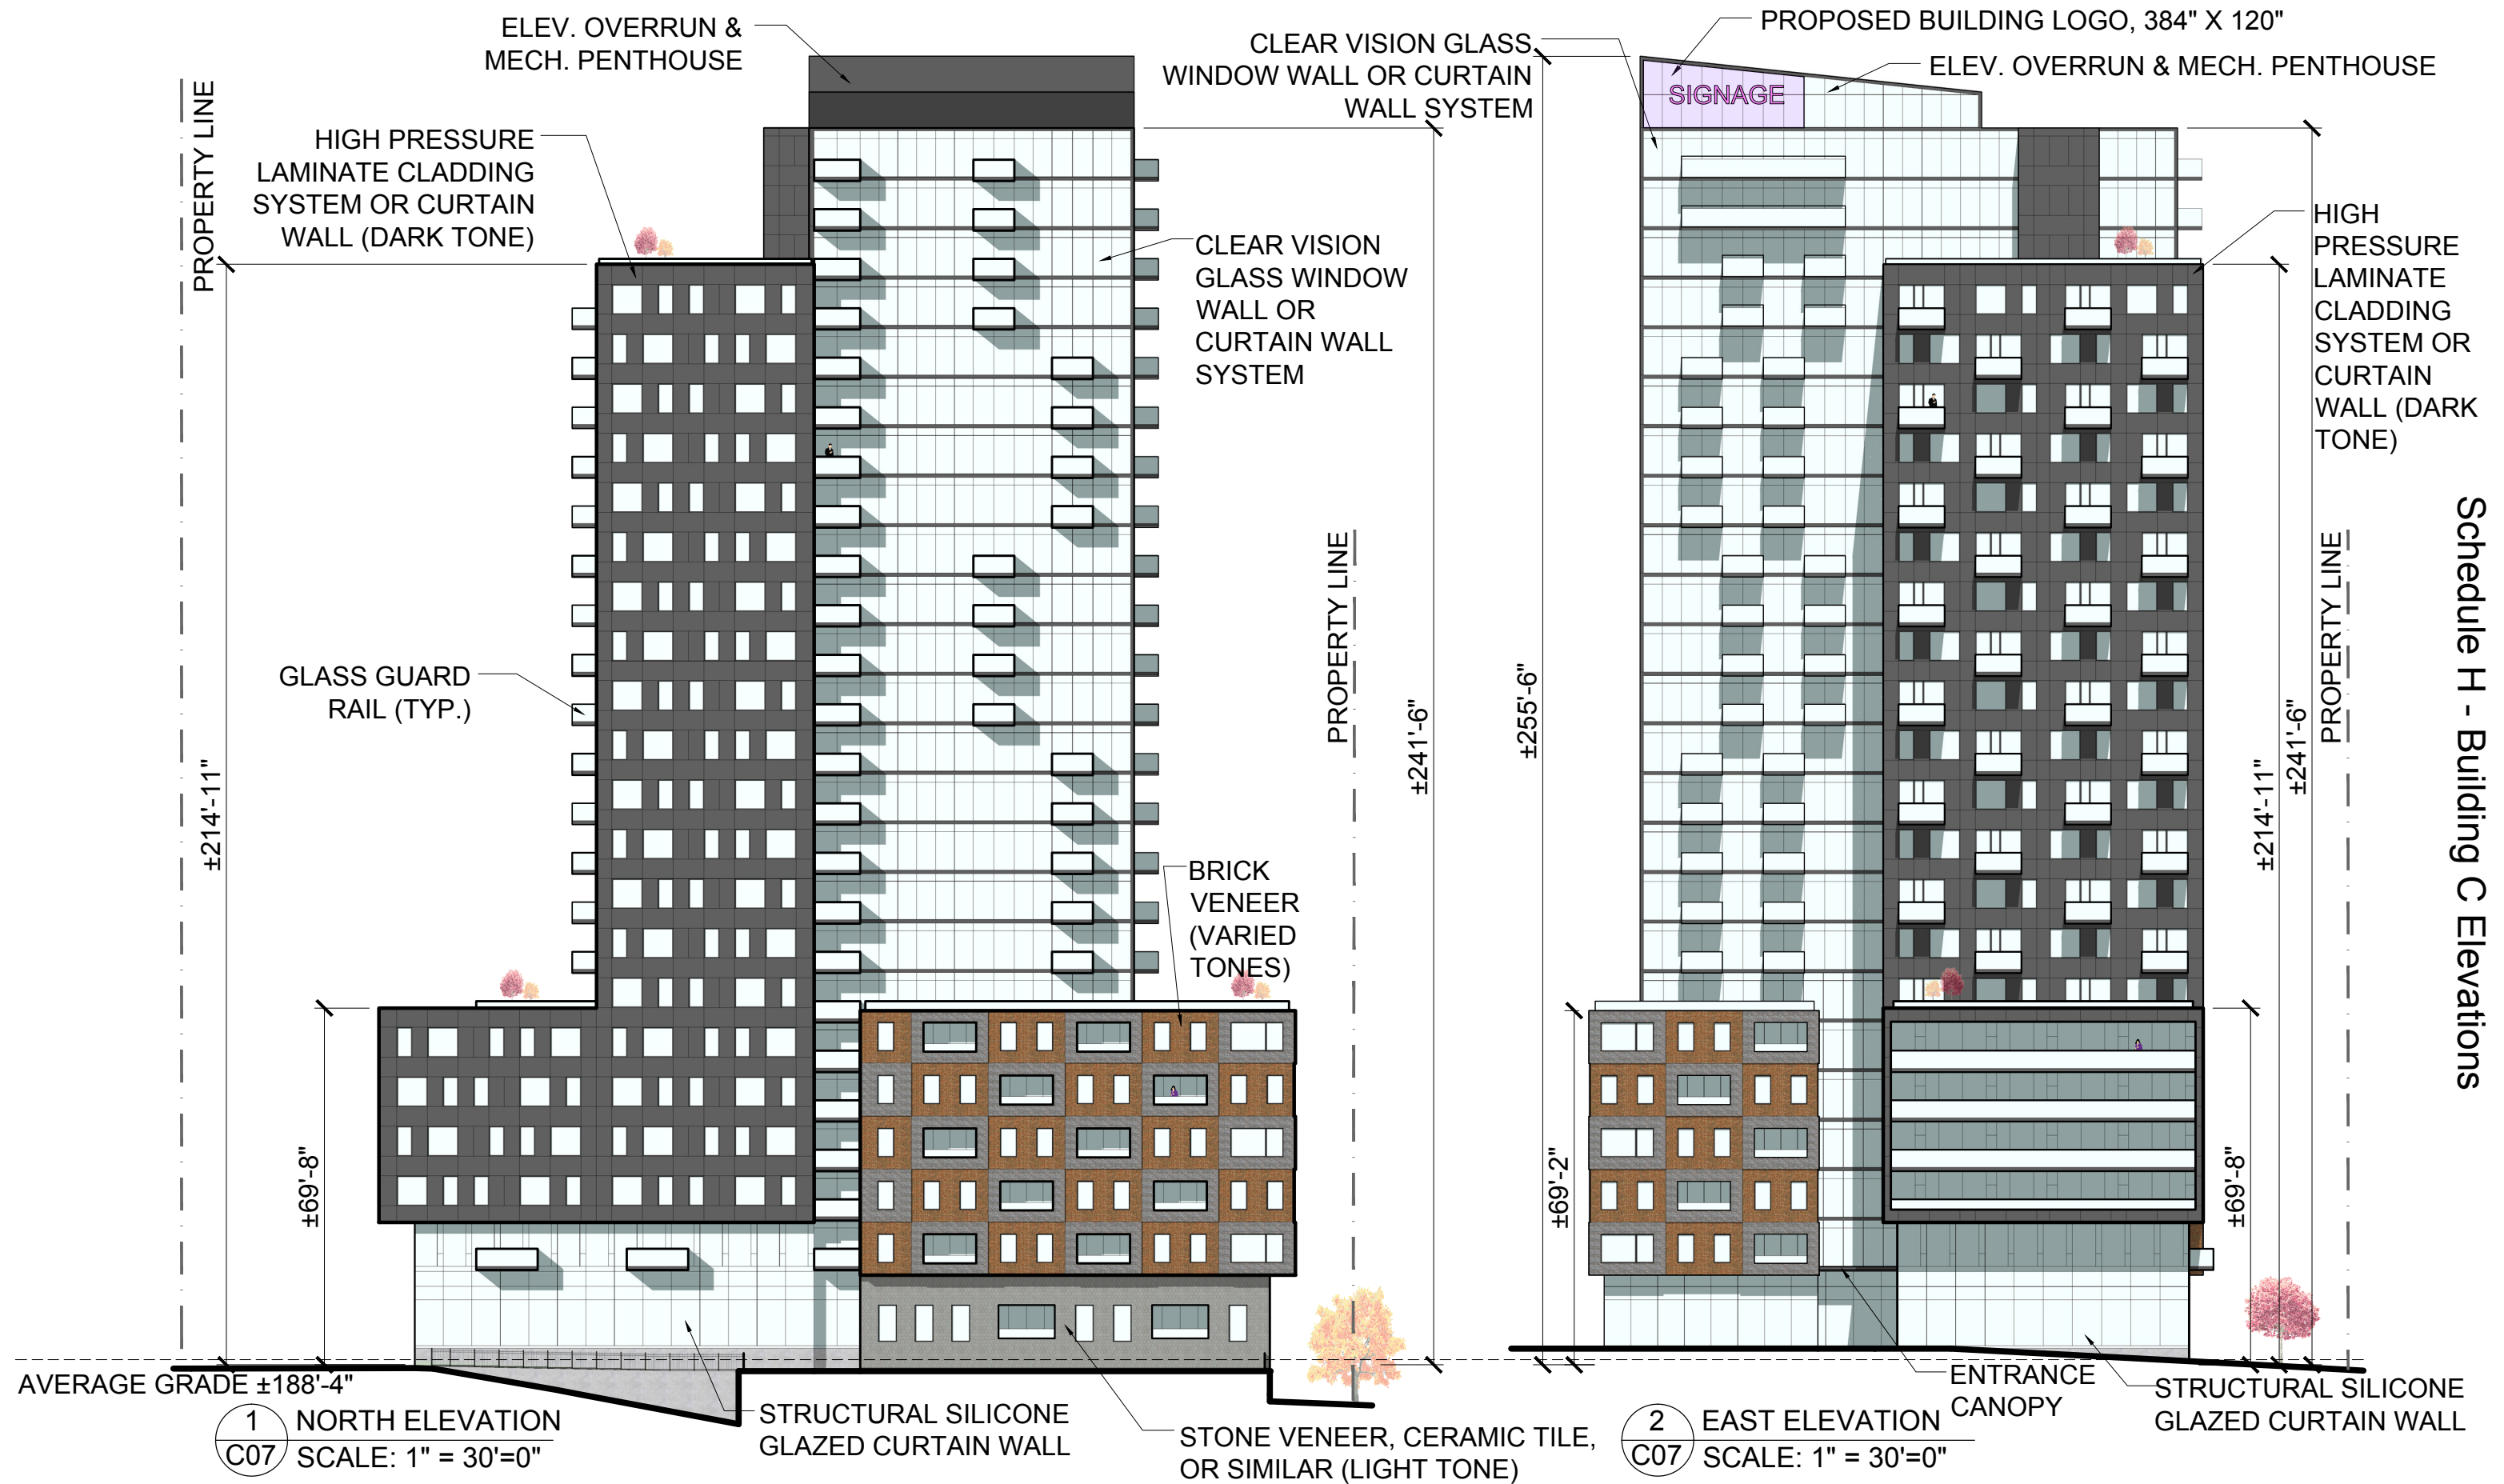 ELEV. OVERRUN &
MECH. PENTHOUSE
PROPERTY LINE
HIGH PRESSURE
LAMINATE CLADDING
SYSTEM OR CURTAIN
WALL (DARK TONE)
CLEAR VISION
GLASS WINDOW
WALL OR
CURTAIN WALL
SYSTEM
GLASS GUARD
RAIL (TYP.)
±214'-11"
±69'-8"
BRICK
VENEER
(VARIED
TONES)
PROPERTY LINE
±241'-6"
AVERAGE GRADE ±188'-4"
STRUCTURAL SILICONE
GLAZED CURTAIN WALL
STONE VENEER, CERAMIC TILE,
OR SIMILAR (LIGHT TONE)
1
C07
NORTH ELEVATION
SCALE: 1" = 30'=0"
PROPOSED BUILDING LOGO, 384" X 120"
CLEAR VISION GLASS
WINDOW WALL OR CURTAIN
WALL SYSTEM
ELEV. OVERRUN & MECH. PENTHOUSE
SIGNAGE
HIGH
PRESSURE
LAMINATE
CLADDING
SYSTEM OR
CURTAIN
WALL (DARK
TONE)
±255'-6"
±69'-2"
±214'-11"
±241'-6"
±69'-8"
PROPERTY LINE
ENTRANCE
CANOPY
STRUCTURAL SILICONE
GLAZED CURTAIN WALL
2
C07
EAST ELEVATION
SCALE: 1" = 30'=0"
Schedule H - Building C Elevations